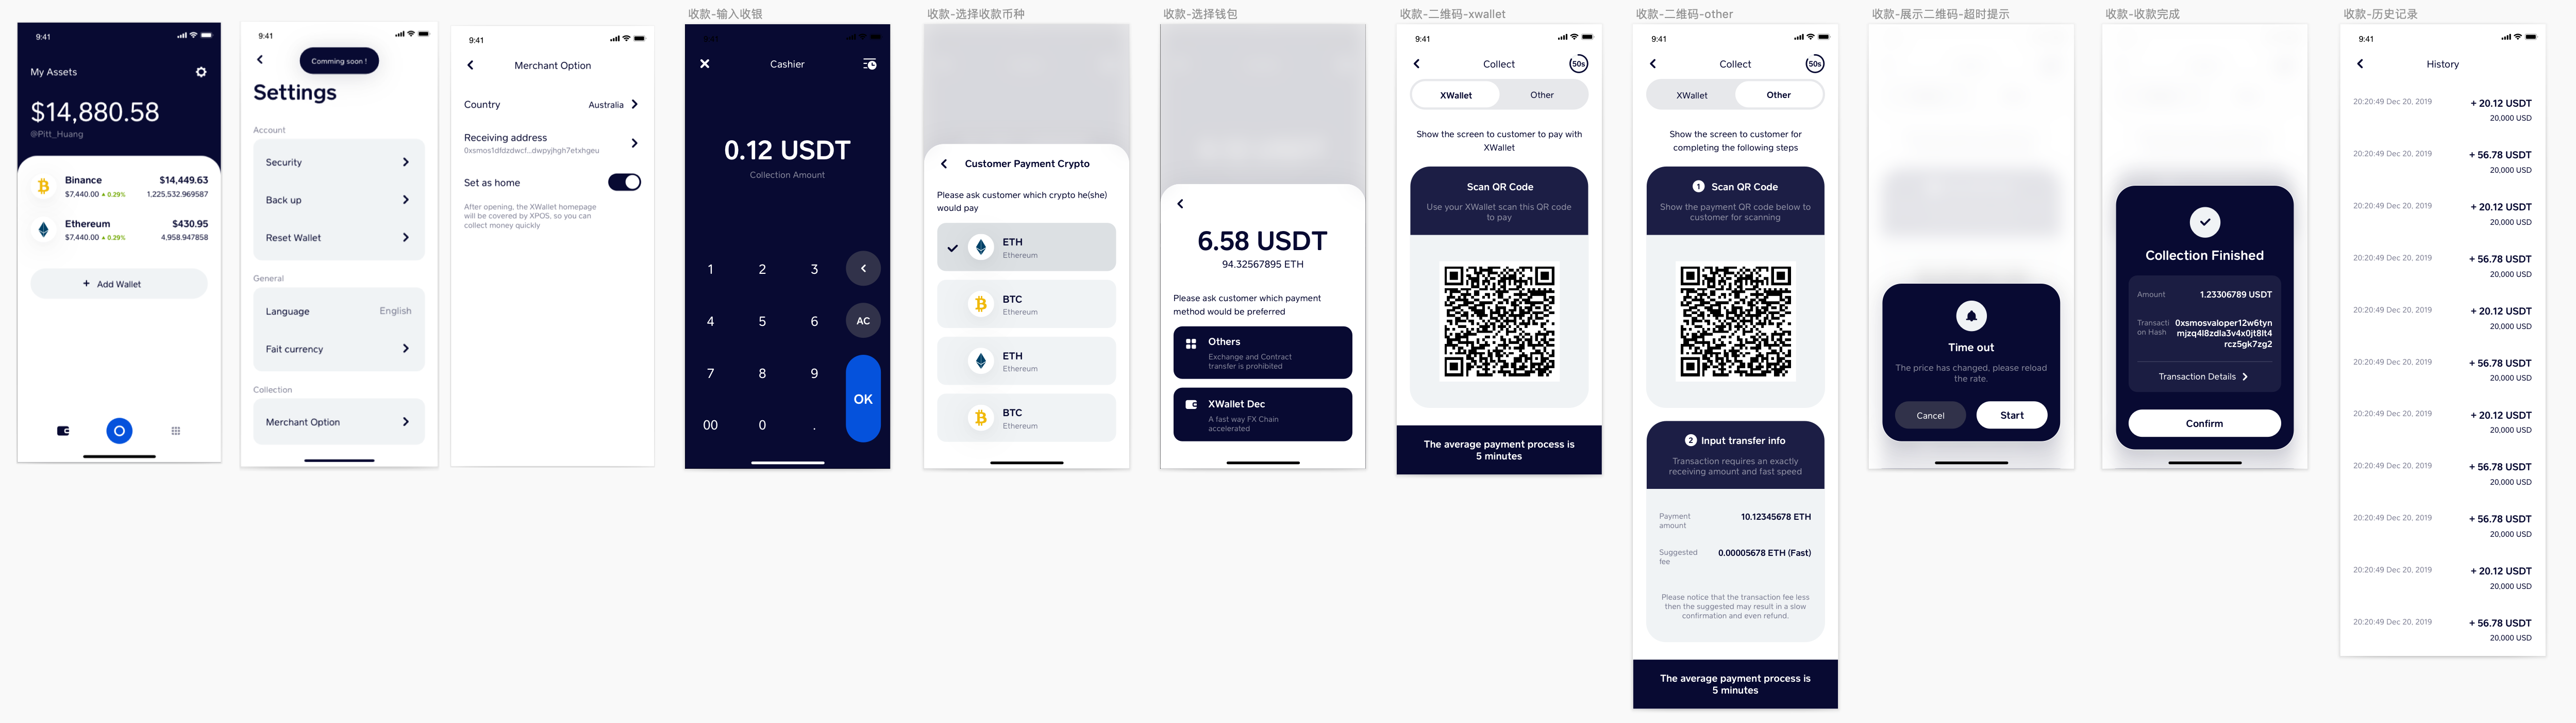 9:41
My Assets
$14,880.58
@Pitt_Huang
Binance $14,449.63
$7,440.00 ▲ 0.29% 1,225,532.969587
Ethereum $430.95
$7,440.00 ▲ 0.29% 4,958.947858
+ Add Wallet
9:41
Comming soon !
Settings
Account
Security
Back up
Reset Wallet
General
Language English
Fait currency
Collection
Merchant Option
9:41
Merchant Option
Country Australia
Receiving address
0xsmos1dfdzdwcf...dwpyjhgh7etxhgeu
Set as home
After opening, the XWallet homepage
will be covered by XPOS, so you can
collect money quickly
收款-输入收银
9:41
Cashier
0.12 USDT
Collection Amount
1 2 3
4 5 6 AC
7 8 9
OK
00 0 .
收款-选择收款币种
Customer Payment Crypto
Please ask customer which crypto he(she)
would pay
ETH
Ethereum
BTC
Ethereum
ETH
Ethereum
BTC
Ethereum
收款-选择钱包
6.58 USDT
94.32567895 ETH
Please ask customer which payment
method would be preferred
Others
Exchange and Contract
transfer is prohibited
XWallet Dec
A fast way FX Chain
accelerated
收款-二维码-xwallet
9:41
Collect 50s
XWallet Other
Show the screen to customer to pay with
XWallet
Scan QR Code
Use your XWallet scan this QR code
to pay
The average payment process is
5 minutes
收款-二维码-other
9:41
Collect 50s
XWallet Other
Show the screen to customer for
completing the following steps
1 Scan QR Code
Show the payment QR code below to
customer for scanning
2 Input transfer info
Transaction requires an exactly
receiving amount and fast speed
Payment
amount 10.12345678 ETH
Suggested
fee 0.00005678 ETH (Fast)
Please notice that the transaction fee less
then the suggested may result in a slow
confirmation and even refund.
The average payment process is
5 minutes
收款-展示二维码-超时提示
Time out
The price has changed, please reload
the rate.
Cancel Start
收款-收款完成
Collection Finished
Amount 1.23306789 USDT
Transacti
on Hash
0xsmosvaloper12w6tyn
mjzq4l8zdla3v4x0jt8lt4
rcz5gk7zg2
Transaction Details
Confirm
收款-历史记录
9:41
History
20:20:49 Dec 20, 2019 + 20.12 USDT
20,000 USD
20:20:49 Dec 20, 2019 + 56.78 USDT
20,000 USD
20:20:49 Dec 20, 2019 + 20.12 USDT
20,000 USD
20:20:49 Dec 20, 2019 + 56.78 USDT
20,000 USD
20:20:49 Dec 20, 2019 + 20.12 USDT
20,000 USD
20:20:49 Dec 20, 2019 + 56.78 USDT
20,000 USD
20:20:49 Dec 20, 2019 + 20.12 USDT
20,000 USD
20:20:49 Dec 20, 2019 + 56.78 USDT
20,000 USD
20:20:49 Dec 20, 2019 + 56.78 USDT
20,000 USD
20:20:49 Dec 20, 2019 + 20.12 USDT
20,000 USD
20:20:49 Dec 20, 2019 + 56.78 USDT
20,000 USD